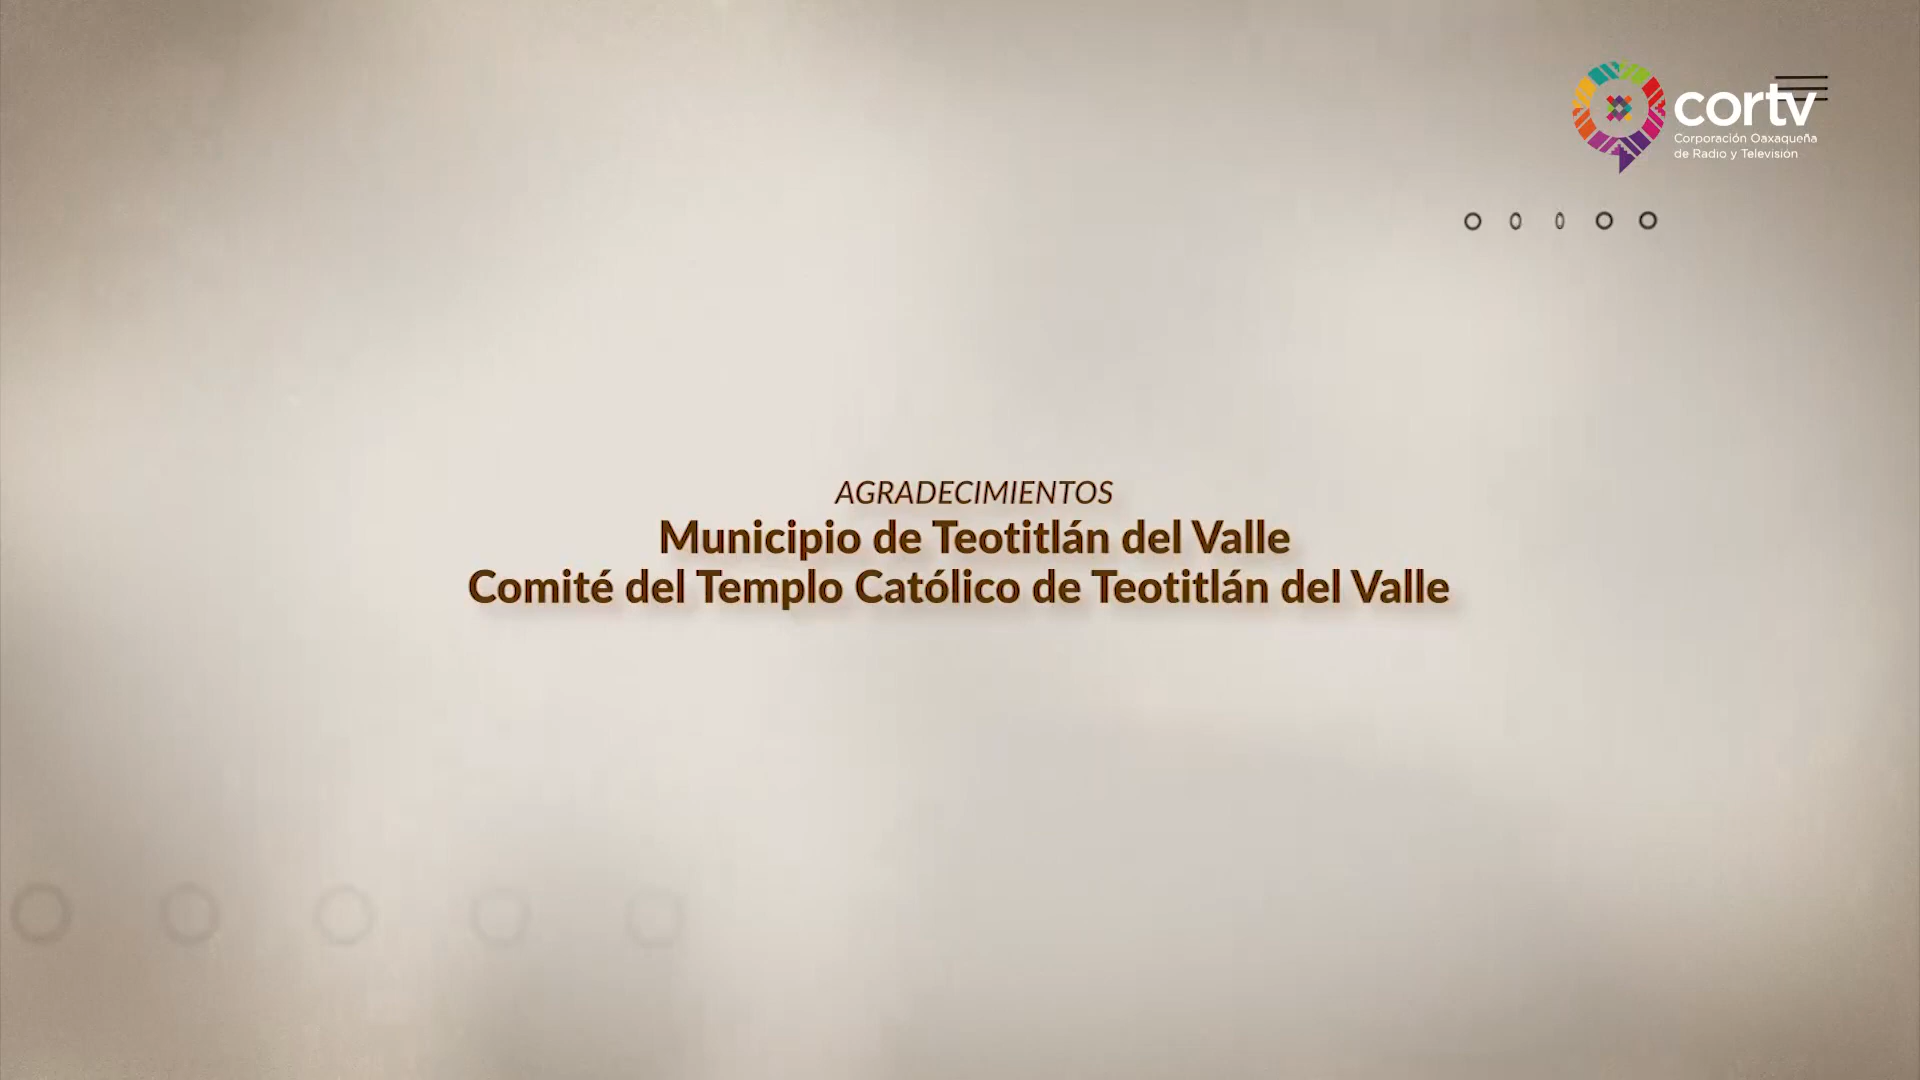 cortv
Corporación Oaxaqueña
de Radio y Televisión
AGRADECIMIENTOS
Municipio de Teotitlán del Valle
Comité del Templo Católico de Teotitlán del Valle